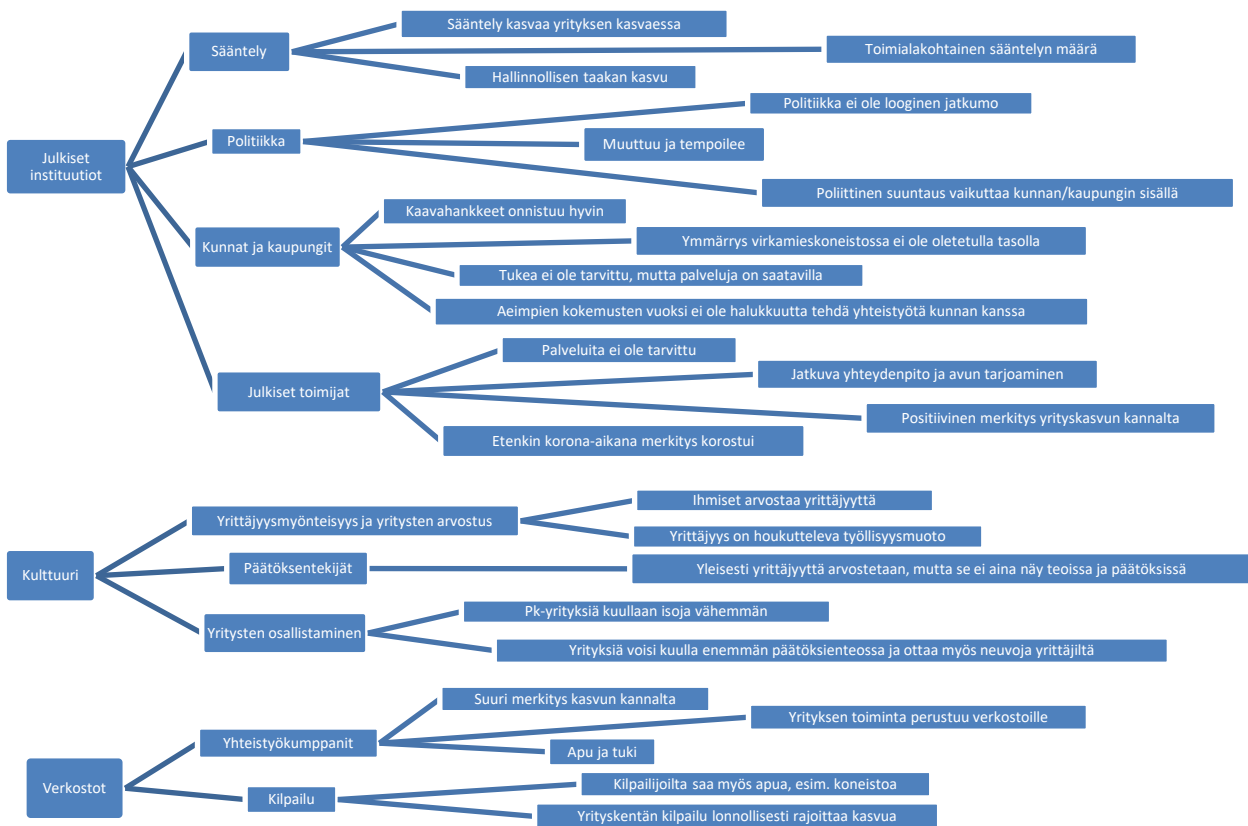 Sääntely kasvaa yrityksen kasvaessa
Sääntely
Toimialakohtainen sääntelyn määrä
Hallinnollisen taakan kasvu
Politiikka ei ole looginen jatkumo
Politiikka
Muuttuu ja tempoilee
Julkiset
instituutiot
Poliittinen suuntaus vaikuttaa kunnan/kaupungin sisällä
Kaavahankkeet onnistuu hyvin
Kunnat ja kaupungit
Ymmärrys virkamieskoneistossa ei ole oletetulla tasolla
Tukea ei ole tarvittu, mutta palveluja on saatavilla
Aeimpien kokemusten vuoksi ei ole halukkuutta tehdä yhteistyötä kunnan kanssa
Palveluita ei ole tarvittu
Jatkuva yhteydenpito ja avun tarjoaminen
Julkiset toimijat
Positiivinen merkitys yrityskasvun kannalta
Etenkin korona-aikana merkitys korostui
Ihmiset arvostaa yrittäjyyttä
Yrittäjyysmyönteisyys ja yritysten arvostus
Yrittäjyys on houkutteleva työllisyysmuoto
Kulttuuri
Päätöksentekijät
Yleisesti yrittäjyyttä arvostetaan, mutta se ei aina näy teoissa ja päätöksissä
Pk-yrityksiä kuullaan isoja vähemmän
Yritysten osallistaminen
Yrityksiä voisi kuulla enemmän päätöksienteossa ja ottaa myös neuvoja yrittäjiltä
Suuri merkitys kasvun kannalta
Yrityksen toiminta perustuu verkostoille
Yhteistyökumppanit
Apu ja tuki
Verkostot
Kilpailijoilta saa myös apua, esim. koneistoa
Kilpailu
Yrityskentän kilpailu lonnollisesti rajoittaa kasvua